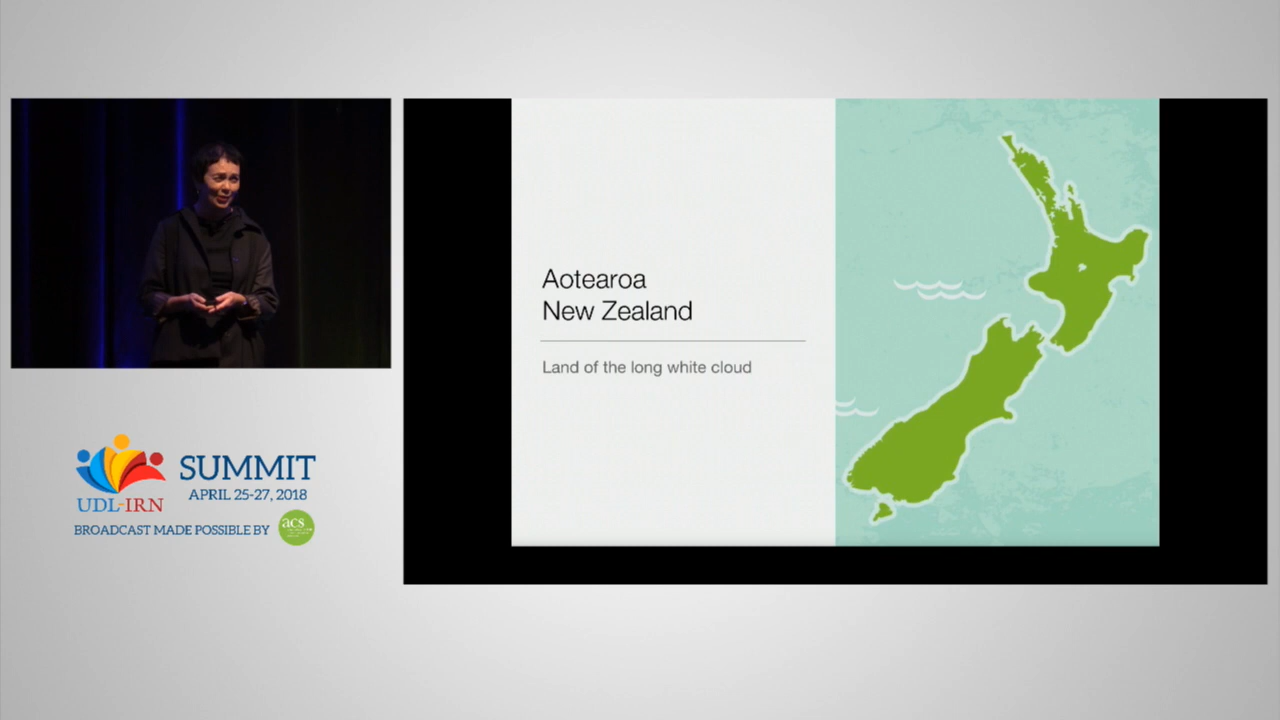 Aotearoa
New Zealand
Land of the long white cloud
SUMMIT
APRIL 25-27, 2018
UDL-IRN
BROADCAST MADE POSSIBLE BY
acs